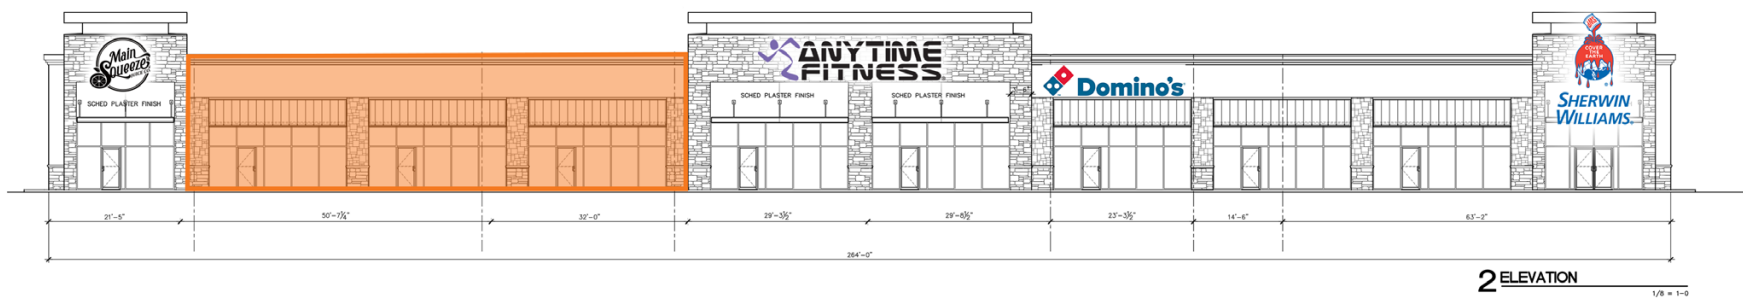 Main
Squeeze
JUICE CO
SCHED PLASTER FINISH
ANYTIME
FITNESS
SCHED PLASTER FINISH
SCHED PLASTER FINISH
Domino's
COVER
THE
EARTH
SHERWIN
WILLIAMS.
21'-5"
50'-7¼"
32'-0"
29'-3½"
29'-8½"
23'-3½"
14'-6"
63'-2"
264'-0"
2 ELEVATION
1/8 = 1-0